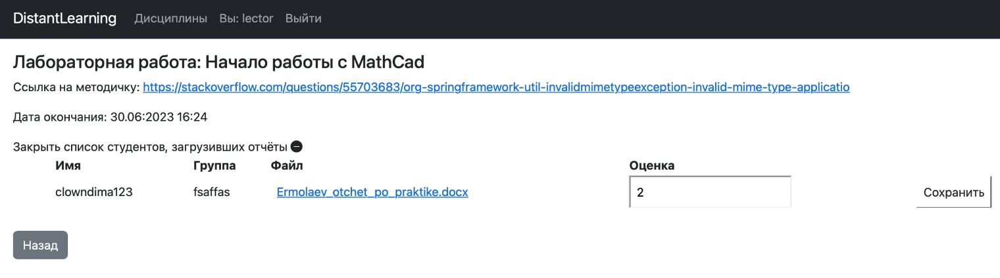 DistantLearning Дисциплины Вы: lector Выйти
Лабораторная работа: Начало работы с MathCad
Ссылка на методичку: https://stackoverflow.com/questions/55703683/org-springframework-util-invalidmimetypeexception-invalid-mime-type-applicatio
Дата окончания: 30.06:2023 16:24
Закрыть список студентов, загрузивших отчёты
Имя Группа Файл Оценка
clowndima123 fsaffas Ermolaev_otchet_po_praktike.docx 2 Сохранить
Назад